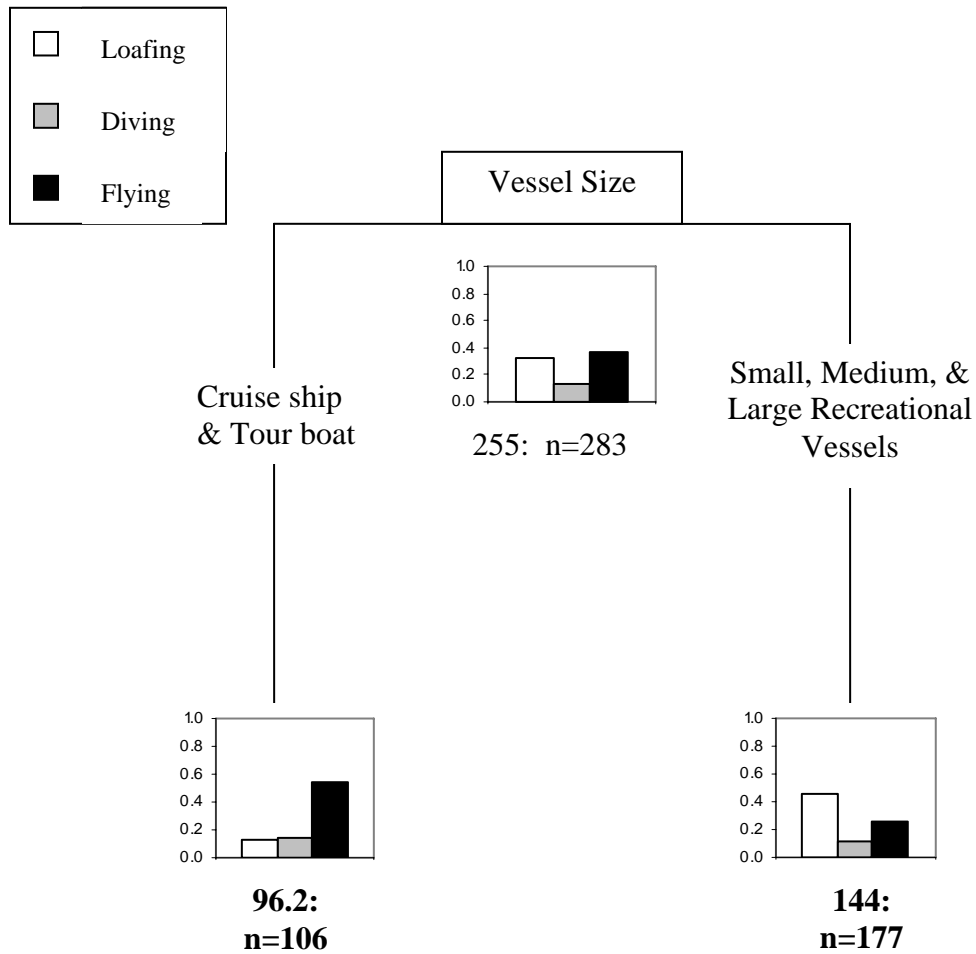 Loafing
Diving
Flying
Vessel Size
1.0
0.8
0.6
0.4
0.2
0.0
255: n=283
Cruise ship
& Tour boat
Small, Medium, &
Large Recreational
Vessels
1.0
0.8
0.6
0.4
0.2
0.0
96.2:
n=106
1.0
0.8
0.6
0.4
0.2
0.0
144:
n=177